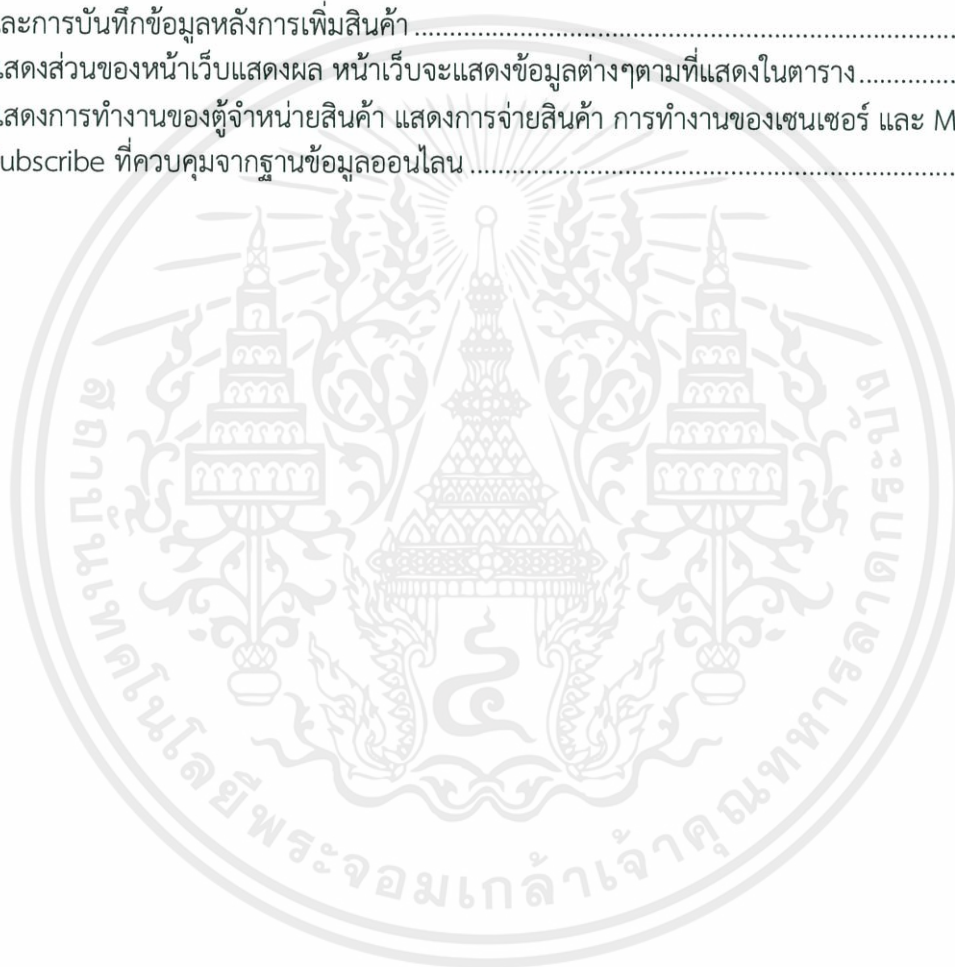 ละการบันทึกข้อมูลหลังการเพิ่มสินค้า ........................................................................
แสดงส่วนของหน้าเว็บแสดงผล หน้าเว็บจะแสดงข้อมูลต่างๆตามที่แสดงในตาราง ..............
แสดงการทำงานของตู้จำหน่ายสินค้า แสดงการจ่ายสินค้า การทำงานของเซนเซอร์ และ M
ubscribe ที่ควบคุมจากฐานข้อมูลออนไลน ................................................................
สถาบันเทคโนโลยีพระจอมเกล้าเจ้าคุณทหารลาดกระบัง